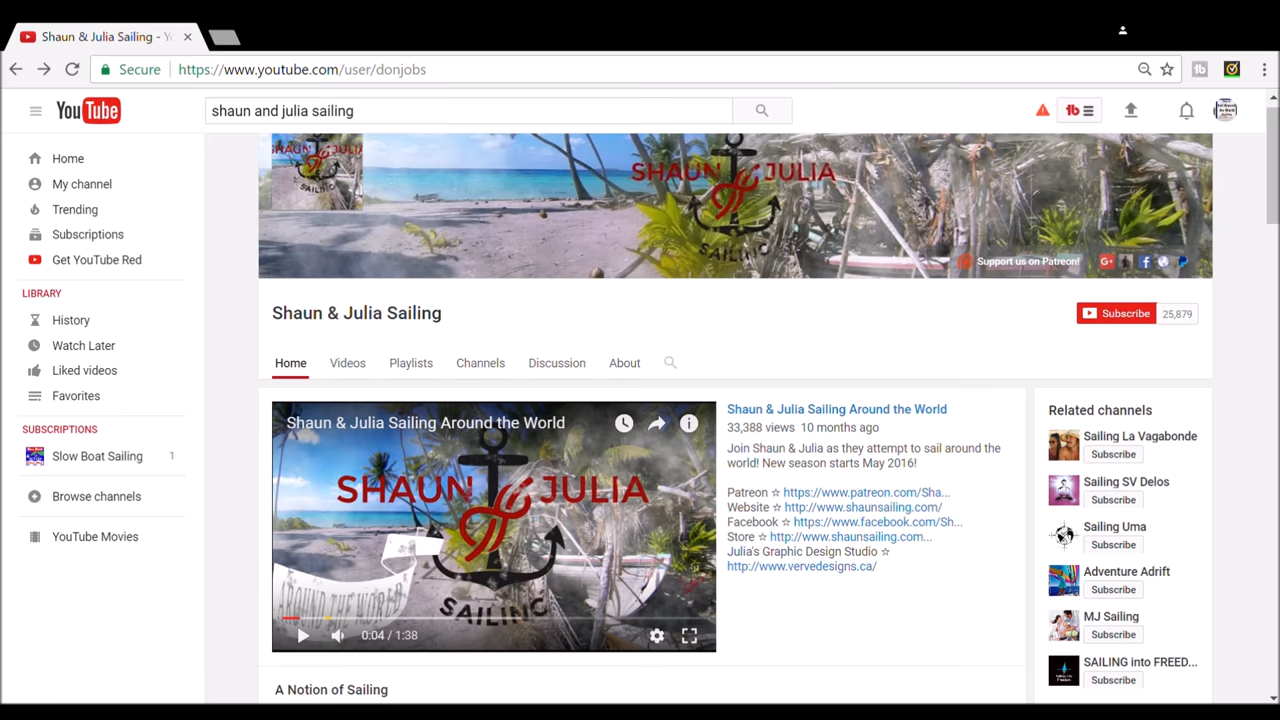 Shaun & Julia Sailing - Yo
Secure
https://www.youtube.com/user/donjobs
YouTube
shaun and julia sailing
Home
My channel
Trending
Subscriptions
Get YouTube Red
LIBRARY
History
Watch Later
Liked videos
Favorites
SUBSCRIPTIONS
Slow Boat Sailing 1
Browse channels
YouTube Movies
SHAUN & JULIA
SAILING
Support us on Patreon!
Shaun & Julia Sailing
Subscribe 25,879
Home Videos Playlists Channels Discussion About
Shaun & Julia Sailing Around the World
SHAUN & JULIA
SAILING
0:04 / 1:38
Shaun & Julia Sailing Around the World
33,388 views 10 months ago
Join Shaun & Julia as they attempt to sail around the
world! New season starts May 2016!
Patreon ☆ https://www.patreon.com/Sha...
Website ☆ http://www.shaunsailing.com/
Facebook ☆ https://www.facebook.com/Sh...
Store ☆ http://www.shaunsailing.com...
Julia's Graphic Design Studio ☆
http://www.vervedesigns.ca/
A Notion of Sailing
Related channels
Sailing La Vagabonde
Subscribe
Sailing SV Delos
Subscribe
Sailing Uma
Subscribe
Adventure Adrift
Subscribe
MJ Sailing
Subscribe
SAILING into FREED...
Subscribe